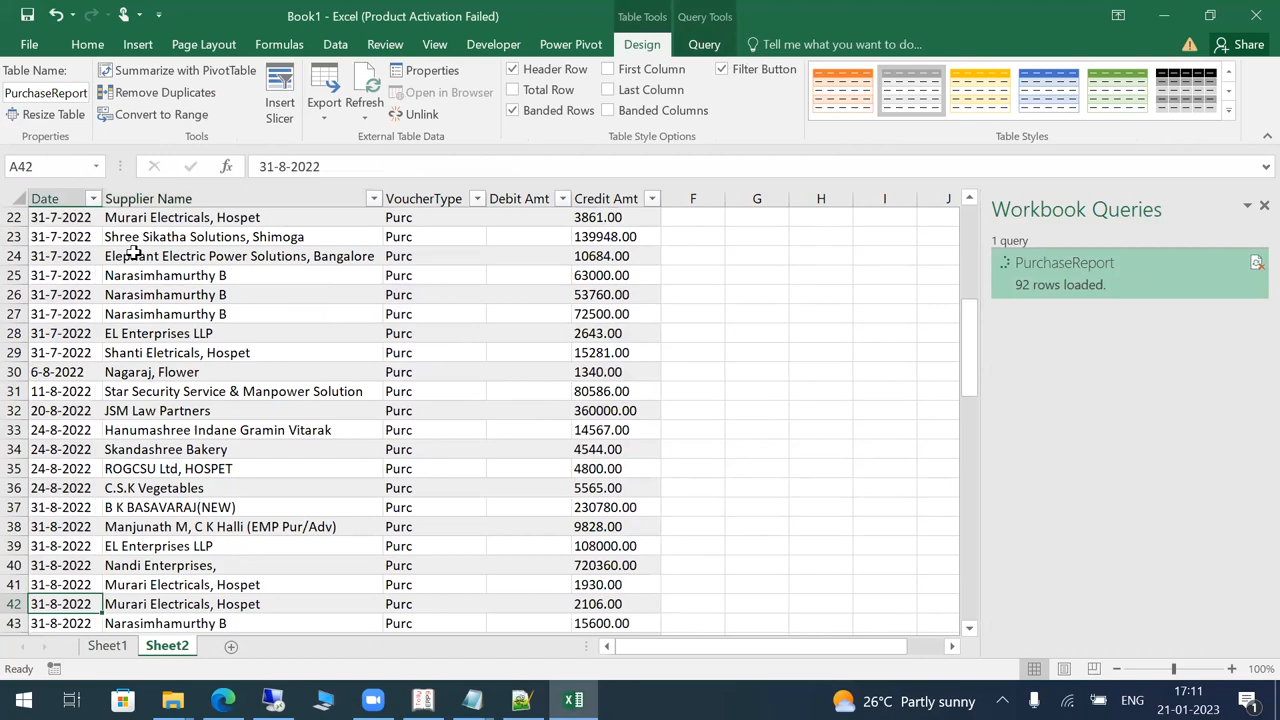 Book1 - Excel (Product Activation Failed)
Table Tools
Query Tools
File
Home
Insert
Page Layout
Formulas
Data
Review
View
Developer
Power Pivot
Design
Query
Tell me what you want to do...
Share
Table Name:
PurchaseReport
Resize Table
Properties
Summarize with PivotTable
Remove Duplicates
Convert to Range
Tools
Insert
Slicer
Export
Refresh
Properties
Open in Browser
Unlink
External Table Data
Header Row
First Column
Filter Button
Total Row
Last Column
Banded Rows
Banded Columns
Table Style Options
Table Styles
A42
fx
31-8-2022
Date Supplier Name VoucherType Debit Amt Credit Amt F G H I J
22 31-7-2022 Murari Electricals, Hospet Purc 3861.00
23 31-7-2022 Shree Sikatha Solutions, Shimoga Purc 139948.00
24 31-7-2022 Elephant Electric Power Solutions, Bangalore Purc 10684.00
25 31-7-2022 Narasimhamurthy B Purc 63000.00
26 31-7-2022 Narasimhamurthy B Purc 53760.00
27 31-7-2022 Narasimhamurthy B Purc 72500.00
28 31-7-2022 EL Enterprises LLP Purc 2643.00
29 31-7-2022 Shanti Eletricals, Hospet Purc 15281.00
30 6-8-2022 Nagaraj, Flower Purc 1340.00
31 11-8-2022 Star Security Service & Manpower Solution Purc 80586.00
32 20-8-2022 JSM Law Partners Purc 360000.00
33 24-8-2022 Hanumashree Indane Gramin Vitarak Purc 14567.00
34 24-8-2022 Skandashree Bakery Purc 4544.00
35 24-8-2022 ROGCSU Ltd, HOSPET Purc 4800.00
36 24-8-2022 C.S.K Vegetables Purc 5565.00
37 31-8-2022 B K BASAVARAJ(NEW) Purc 230780.00
38 31-8-2022 Manjunath M, C K Halli (EMP Pur/Adv) Purc 9828.00
39 31-8-2022 EL Enterprises LLP Purc 108000.00
40 31-8-2022 Nandi Enterprises, Purc 720360.00
41 31-8-2022 Murari Electricals, Hospet Purc 1930.00
42 31-8-2022 Murari Electricals, Hospet Purc 2106.00
43 31-8-2022 Narasimhamurthy B Purc 15600.00
Workbook Queries
1 query
PurchaseReport
92 rows loaded.
Sheet1
Sheet2
Ready
100%
26°C Partly sunny
ENG
17:11
21-01-2023
1